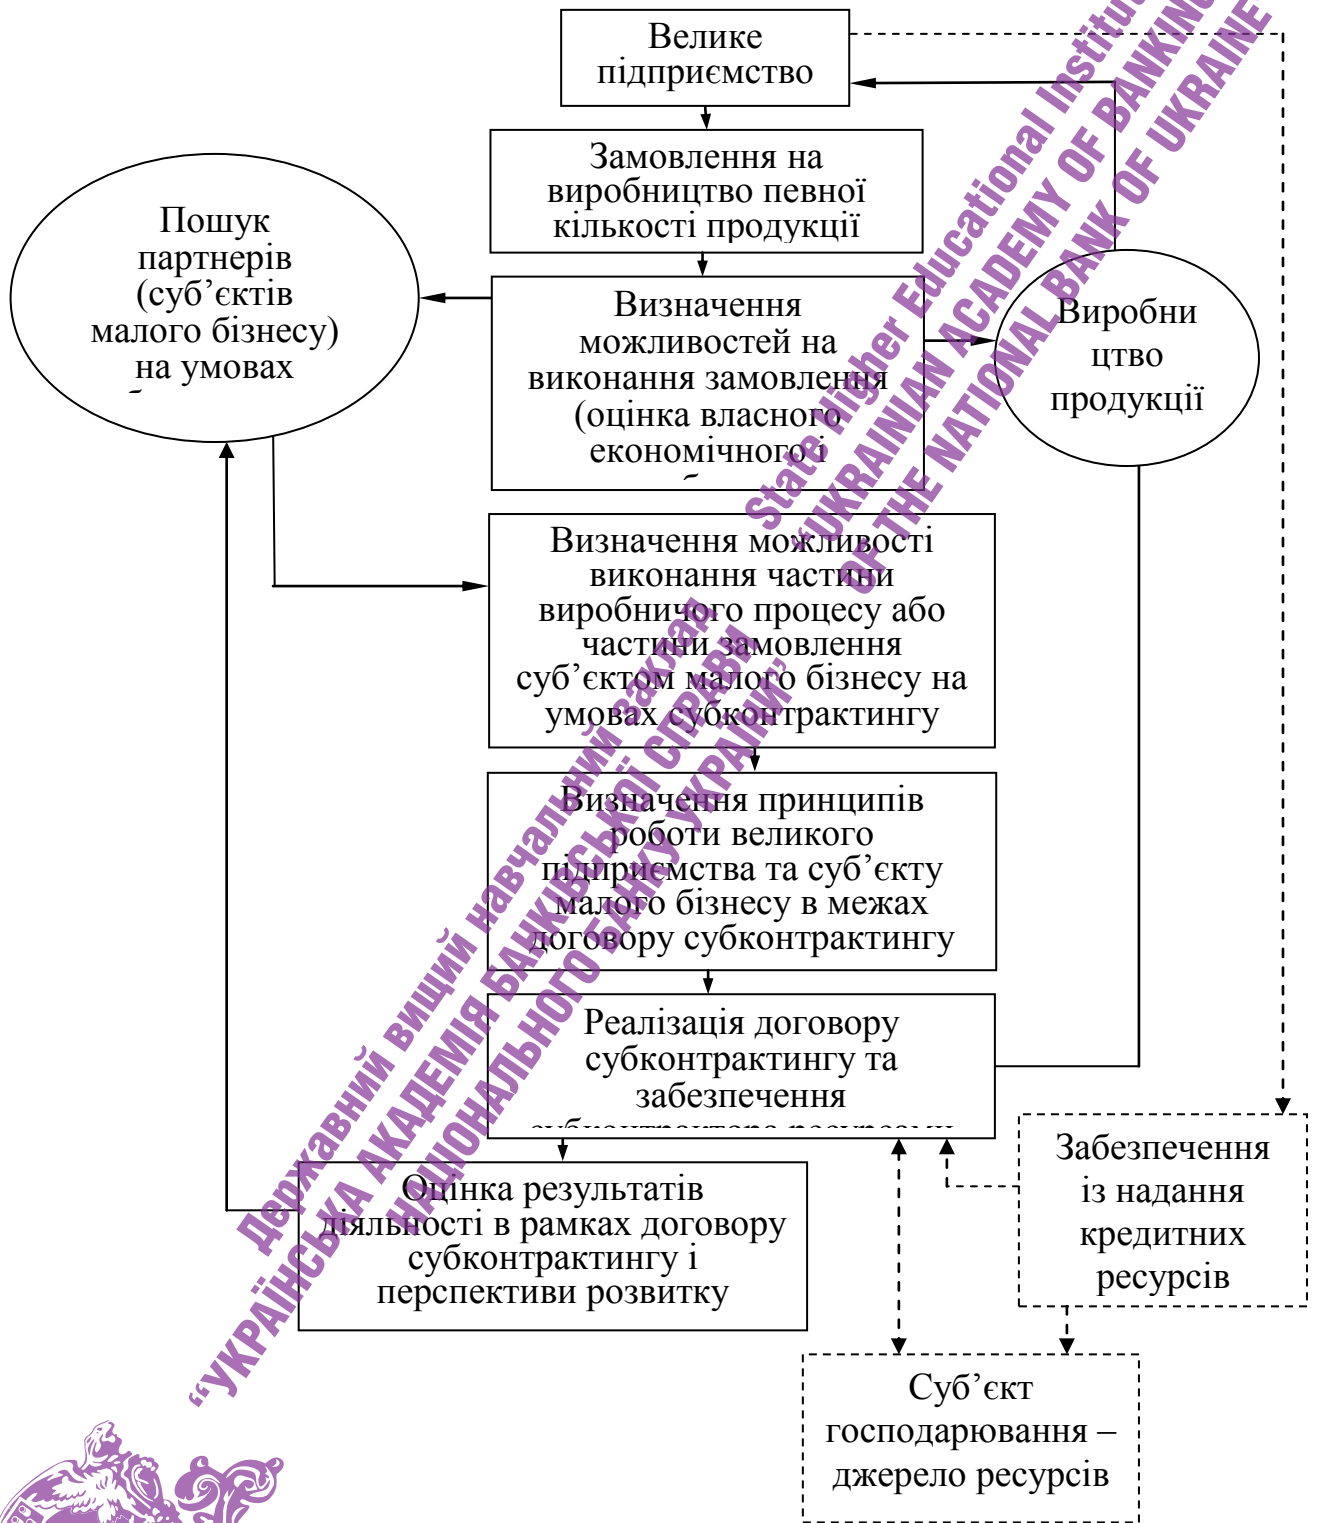 Велике
підприємство
Замовлення на
виробництво певної
кількості продукції
Пошук
партнерів
(суб’єктів
малого бізнесу)
на умовах
Визначення
можливостей на
виконання замовлення
(оцінка власного
економічного і
Виробни
цтво
продукції
Визначення можливості
виконання частини
виробничого процесу або
частини замовлення
суб’єктом малого бізнесу на
умовах субконтрактингу
Визначення принципів
роботи великого
підприємства та суб’єкту
малого бізнесу в межах
договору субконтрактингу
Реалізація договору
субконтрактингу та
забезпечення
субконтрактора ресурсами
Оцінка результатів
діяльності в рамках договору
субконтрактингу і
перспективи розвитку
Забезпечення
із надання
кредитних
ресурсів
Суб’єкт
господарювання –
джерело ресурсів
Державний вищий навчальний заклад
“УКРАЇНСЬКА АКАДЕМІЯ БАНКІВСЬКОЇ СПРАВИ
НАЦІОНАЛЬНОГО БАНКУ УКРАЇНИ”
State Higher Educational Institut
“UKRAINIAN ACADEMY OF BANKING
OF THE NATIONAL BANK OF UKRAINE